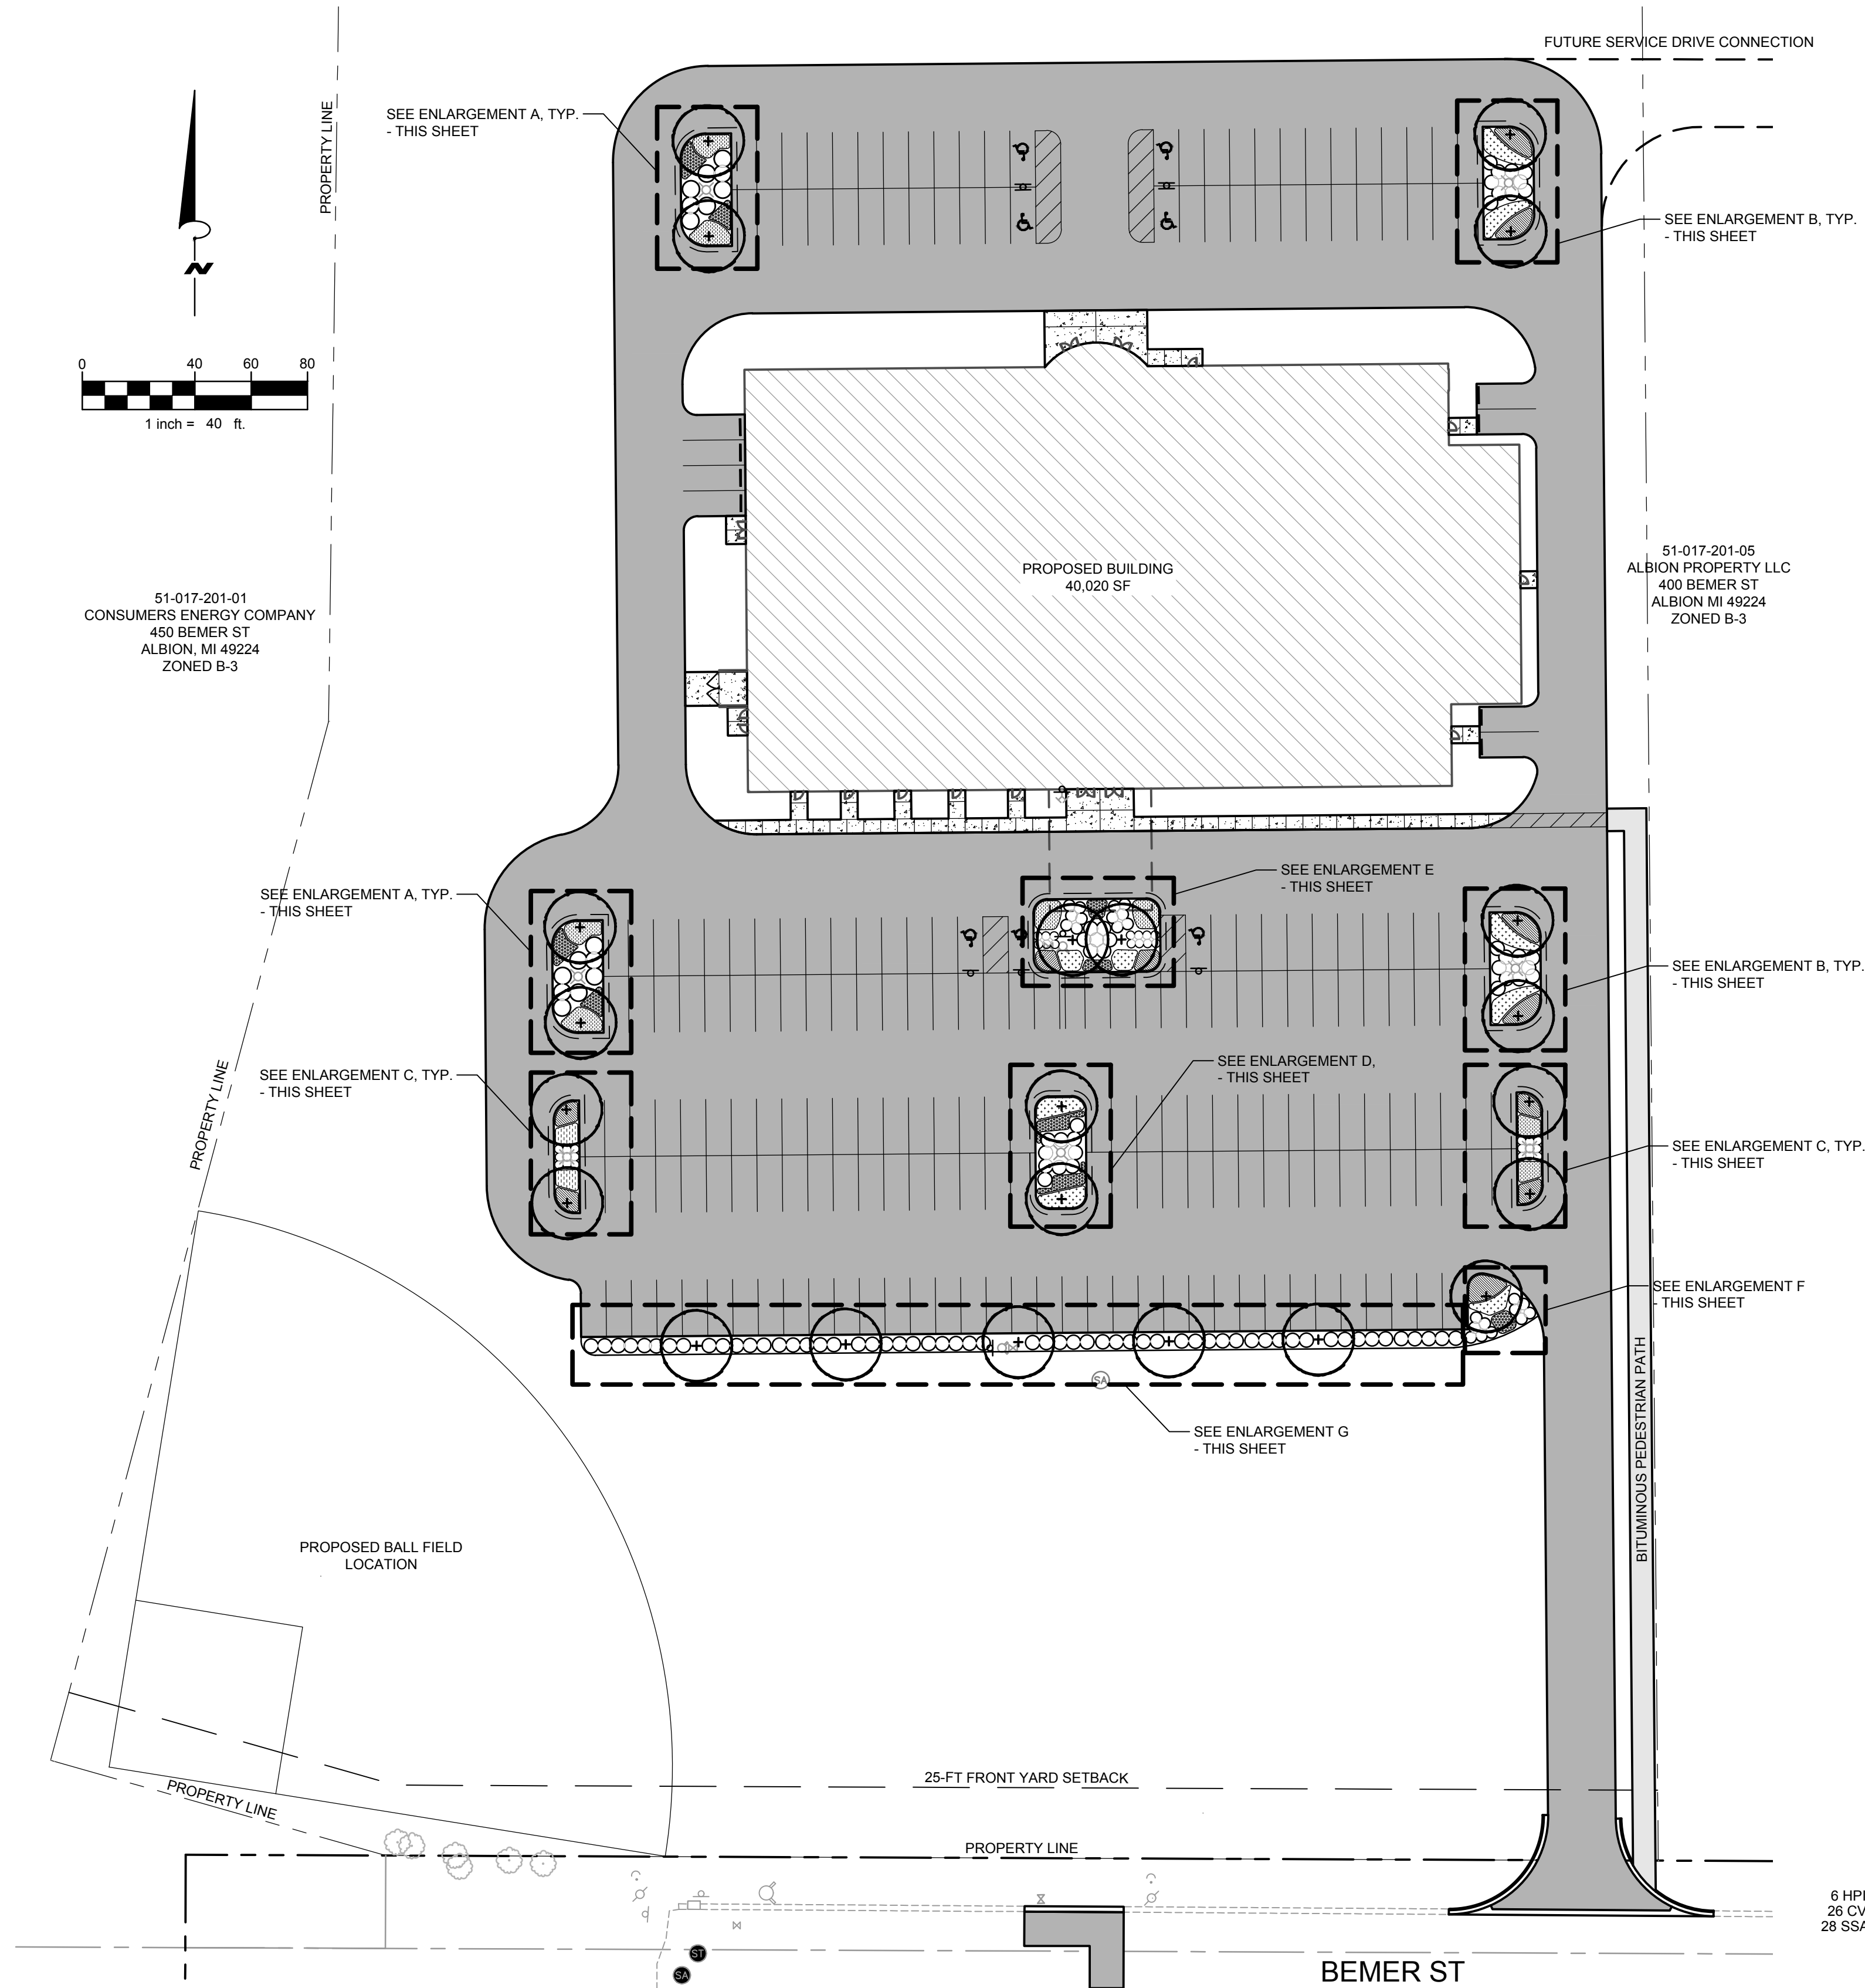 FUTURE SERVICE DRIVE CONNECTION
PROPERTY LINE
SEE ENLARGEMENT A, TYP.
- THIS SHEET
SEE ENLARGEMENT B, TYP.
- THIS SHEET
N
0 40 60 80
1 inch = 40 ft.
PROPOSED BUILDING
40,020 SF
51-017-201-01
CONSUMERS ENERGY COMPANY
450 BEMER ST
ALBION, MI 49224
ZONED B-3
51-017-201-05
ALBION PROPERTY LLC
400 BEMER ST
ALBION MI 49224
ZONED B-3
SEE ENLARGEMENT E
- THIS SHEET
SEE ENLARGEMENT A, TYP.
- THIS SHEET
SEE ENLARGEMENT B, TYP.
- THIS SHEET
SEE ENLARGEMENT D,
- THIS SHEET
SEE ENLARGEMENT C, TYP.
- THIS SHEET
SEE ENLARGEMENT C, TYP.
- THIS SHEET
PROPERTY LINE
SEE ENLARGEMENT F
- THIS SHEET
SA
SEE ENLARGEMENT G
- THIS SHEET
BITUMINOUS PEDESTRIAN PATH
PROPOSED BALL FIELD
LOCATION
25-FT FRONT YARD SETBACK
PROPERTY LINE
PROPERTY LINE
6
26
28
ST
SA
BEMER ST